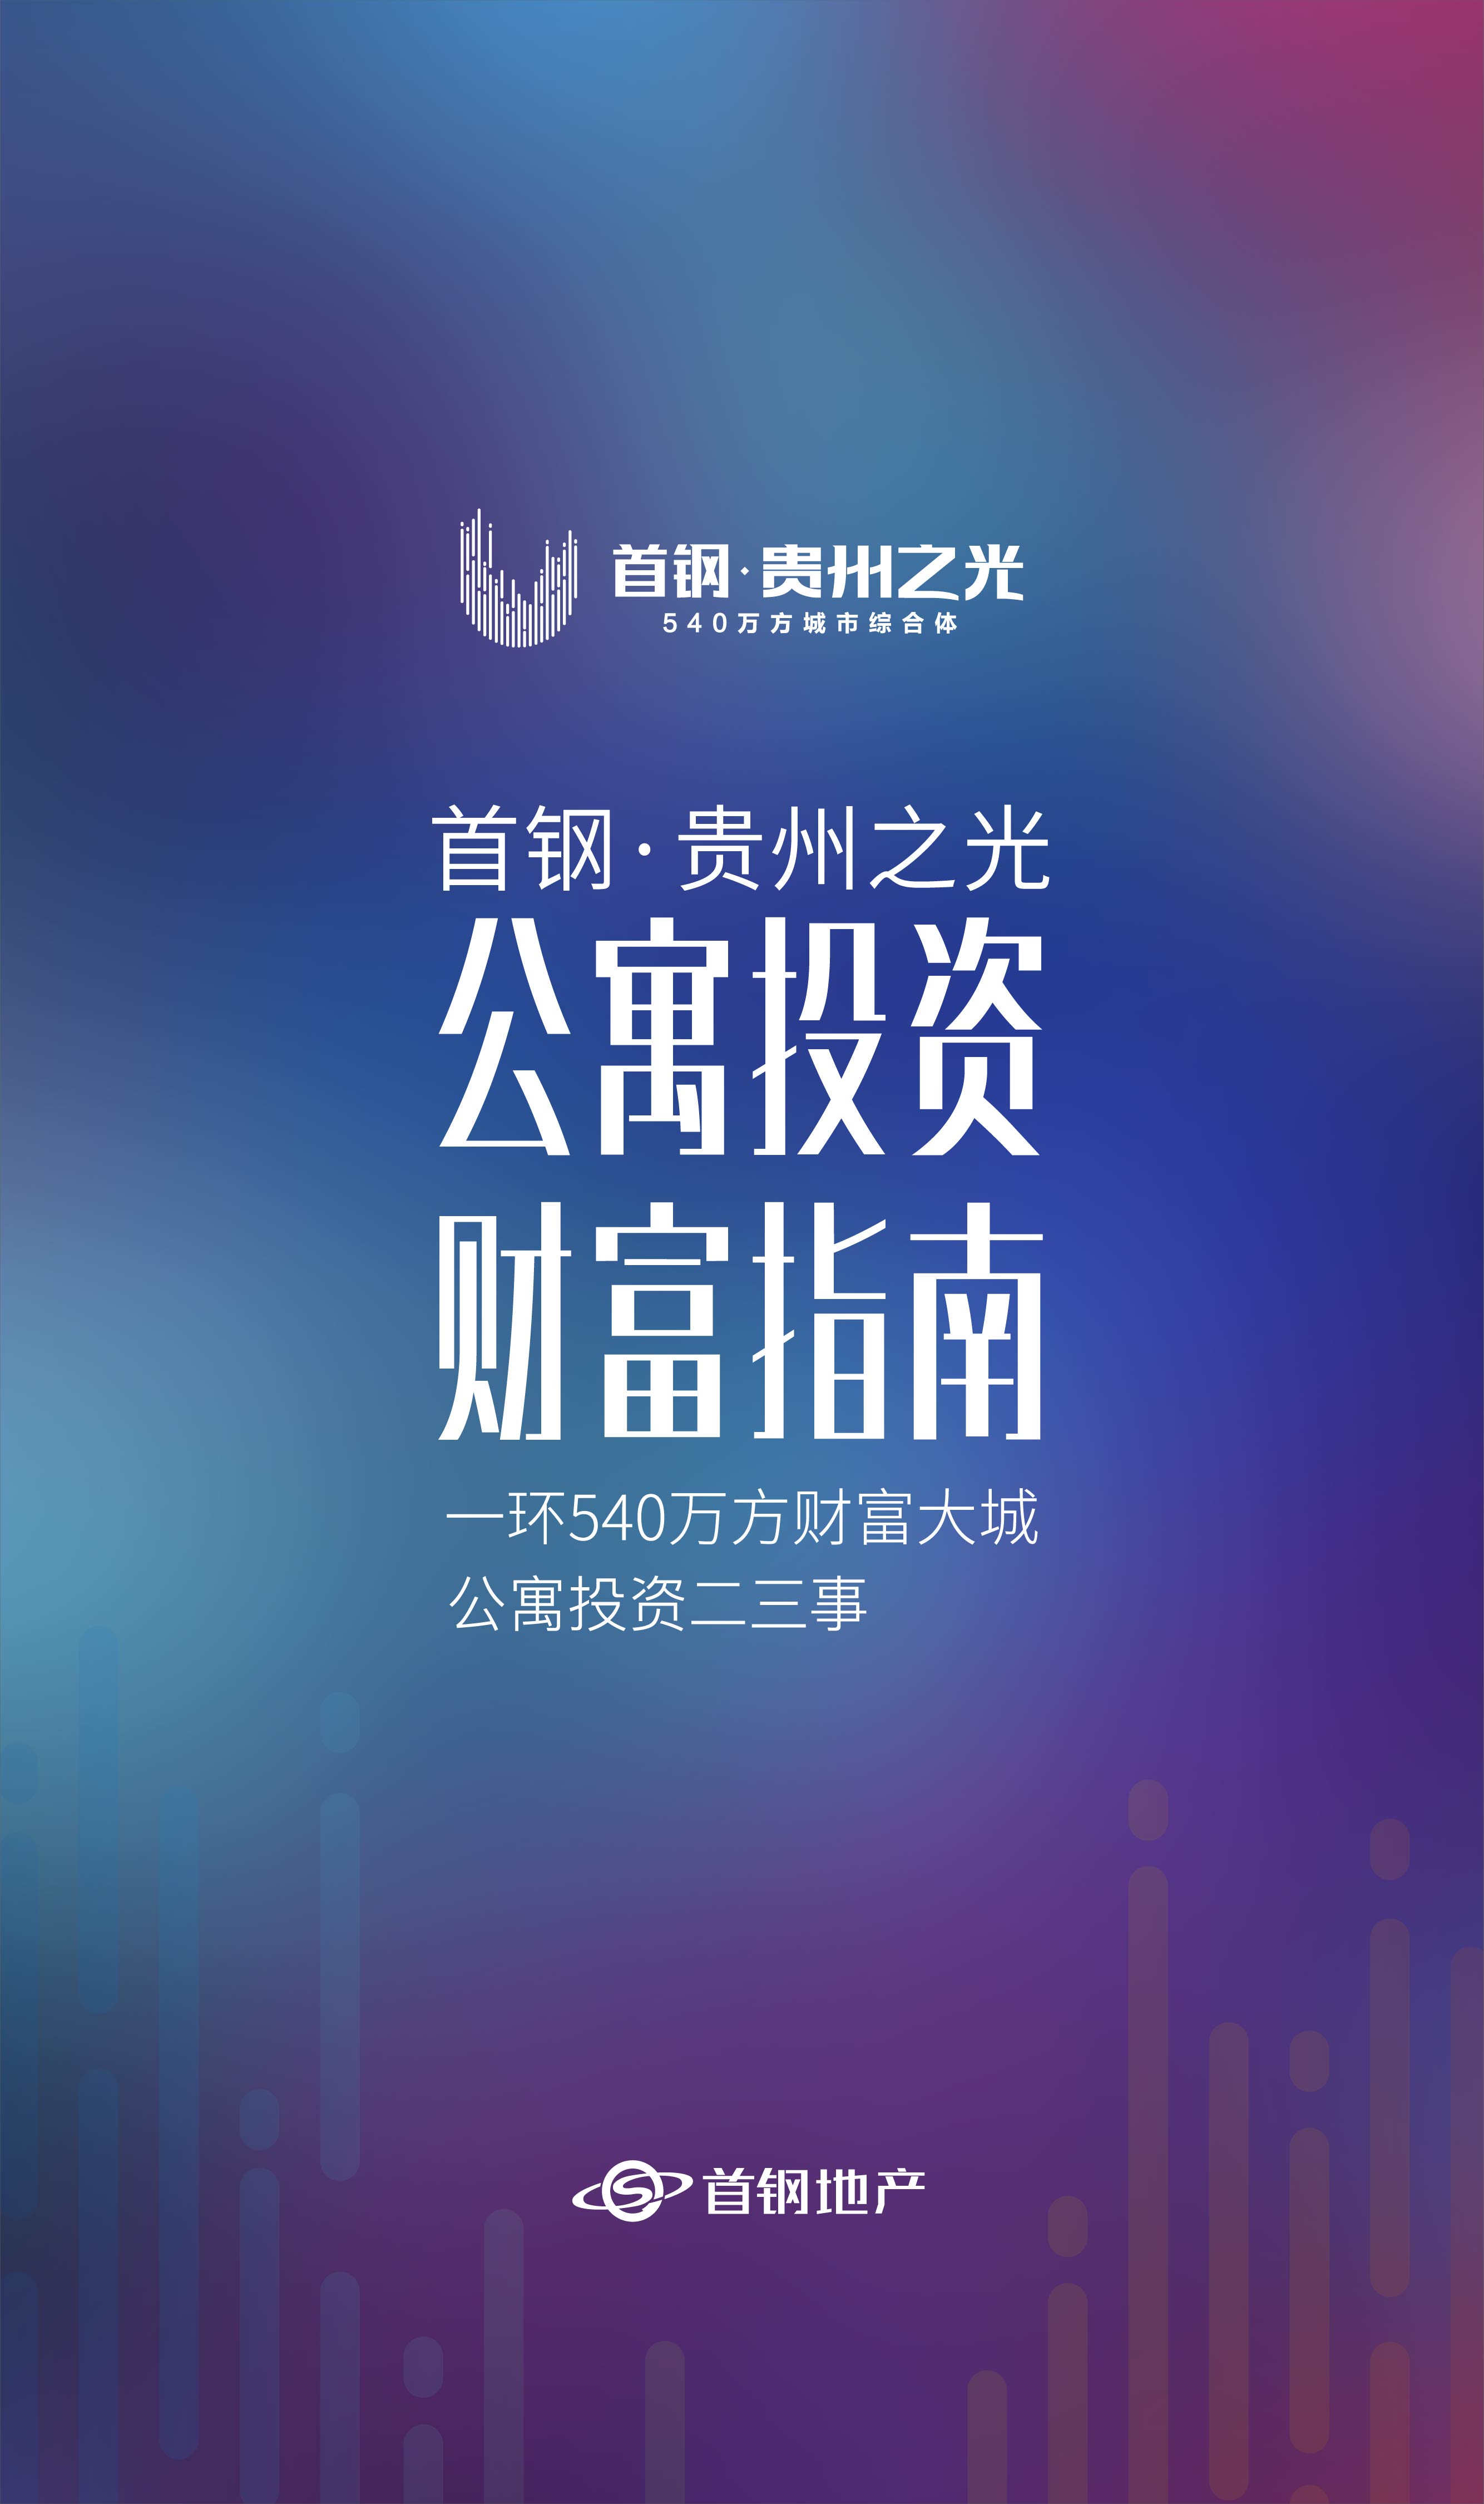 首钢·贵州之光
540万方城市综合体
首钢·贵州之光
公寓投资
财富指南
一环540万方财富大城
公寓投资二三事
首钢地产